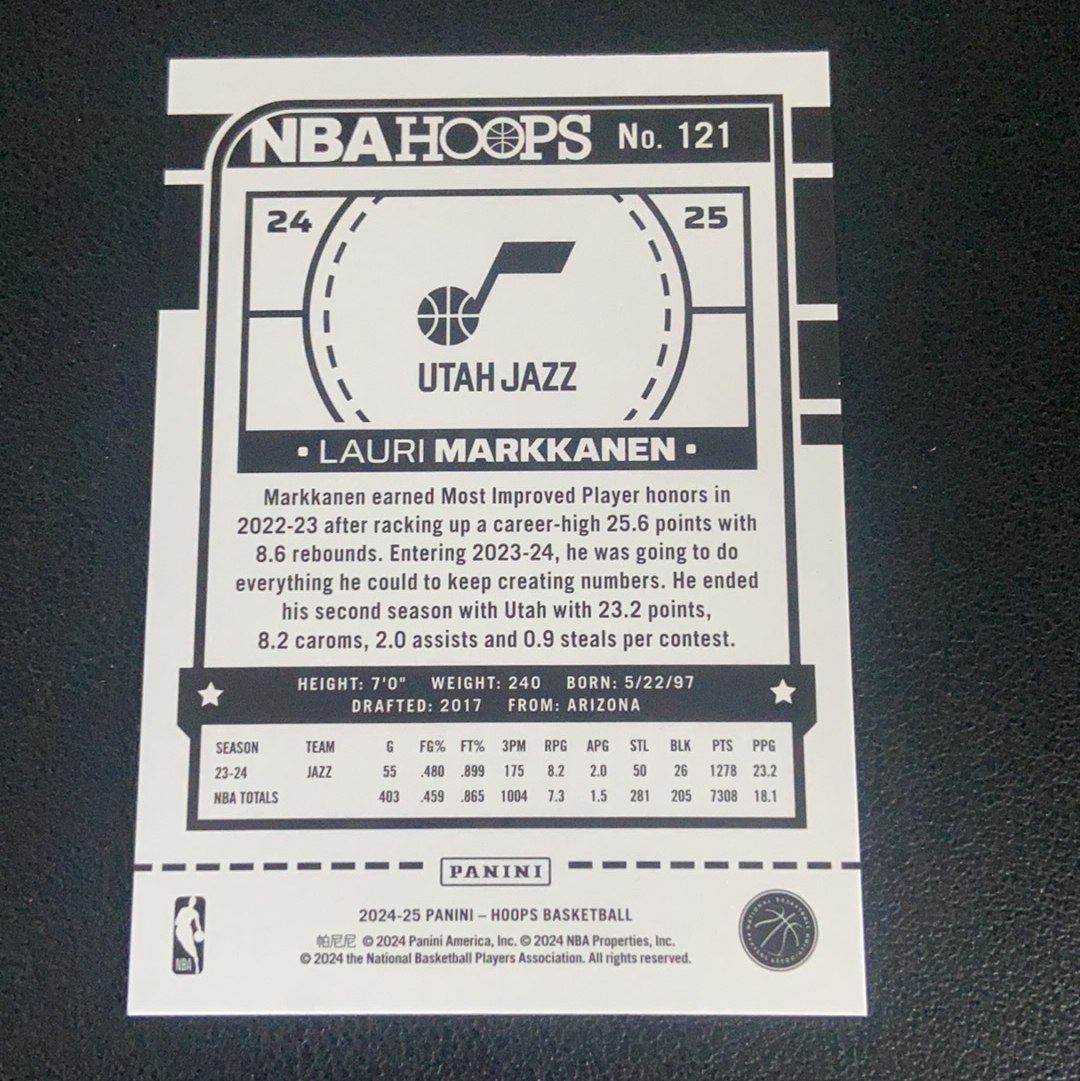 NBA HOOPS No. 121
24 25
UTAH JAZZ
• LAURI MARKKANEN •
Markkanen earned Most Improved Player honors in
2022-23 after racking up a career-high 25.6 points with
8.6 rebounds. Entering 2023-24, he was going to do
everything he could to keep creating numbers. He ended
his second season with Utah with 23.2 points,
8.2 caroms, 2.0 assists and 0.9 steals per contest.
HEIGHT: 7'0" WEIGHT: 240 BORN: 5/22/97
DRAFTED: 2017 FROM: ARIZONA
SEASON TEAM G FG% FT% 3PM RPG APG STL BLK PTS PPG
23-24 JAZZ 55 .480 .899 175 8.2 2.0 50 26 1278 23.2
NBA TOTALS 403 .459 .865 1004 7.3 1.5 281 205 7308 18.1
PANINI
2024-25 PANINI – HOOPS BASKETBALL
帕尼尼 © 2024 Panini America, Inc. © 2024 NBA Properties, Inc.
© 2024 the National Basketball Players Association. All rights reserved.
NBA